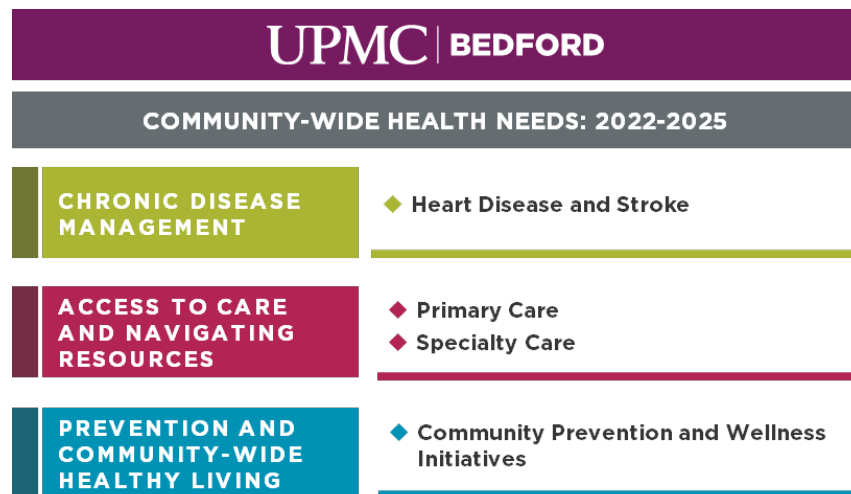 UPMC | BEDFORD
COMMUNITY-WIDE HEALTH NEEDS: 2022-2025
CHRONIC DISEASE
MANAGEMENT
◆ Heart Disease and Stroke
ACCESS TO CARE
AND NAVIGATING
RESOURCES
◆ Primary Care
◆ Specialty Care
PREVENTION AND
COMMUNITY-WIDE
HEALTHY LIVING
◆ Community Prevention and Wellness
Initiatives